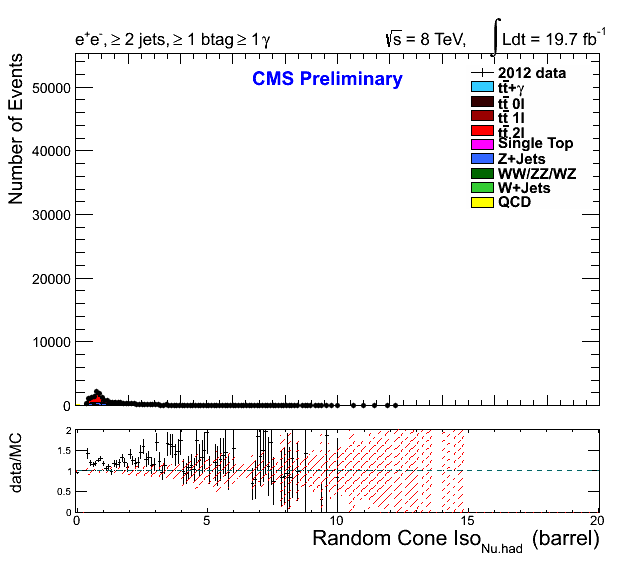 e⁺e⁻, ≥ 2 jets, ≥ 1 btag ≥ 1 γ
√s = 8 TeV, ∫ Ldt = 19.7 fb⁻¹
CMS Preliminary
2012 data
tt̄+γ
tt̄ 0l
tt̄ 1l
tt̄ 2l
Single Top
Z+Jets
WW/ZZ/WZ
W+Jets
QCD
Number of Events
50000
40000
30000
20000
10000
0
data/MC
2
1.5
1
0.5
0
0 5 10 15 20
Random Cone Iso_Nu.had (barrel)